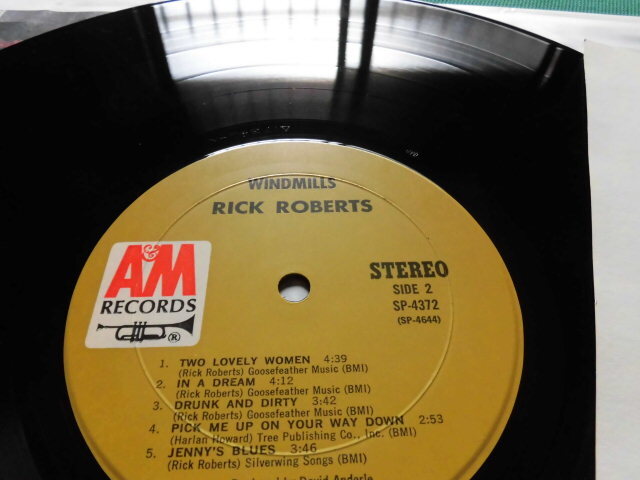 WINDMILLS
RICK ROBERTS
A&M
RECORDS
®
STEREO
SIDE 2
SP-4372
(SP-4644)
1. TWO LOVELY WOMEN 4:39
(Rick Roberts) Goosefeather Music (BMI)
2. IN A DREAM 4:12
(Rick Roberts) Goosefeather Music (BMI)
3. DRUNK AND DIRTY 3:42
(Rick Roberts) Goosefeather Music (BMI)
4. PICK ME UP ON YOUR WAY DOWN 2:53
(Harlan Howard) Tree Publishing Co., Inc. (BMI)
5. JENNY'S BLUES 3:46
(Rick Roberts) Silverwing Songs (BMI)
by David Anderle